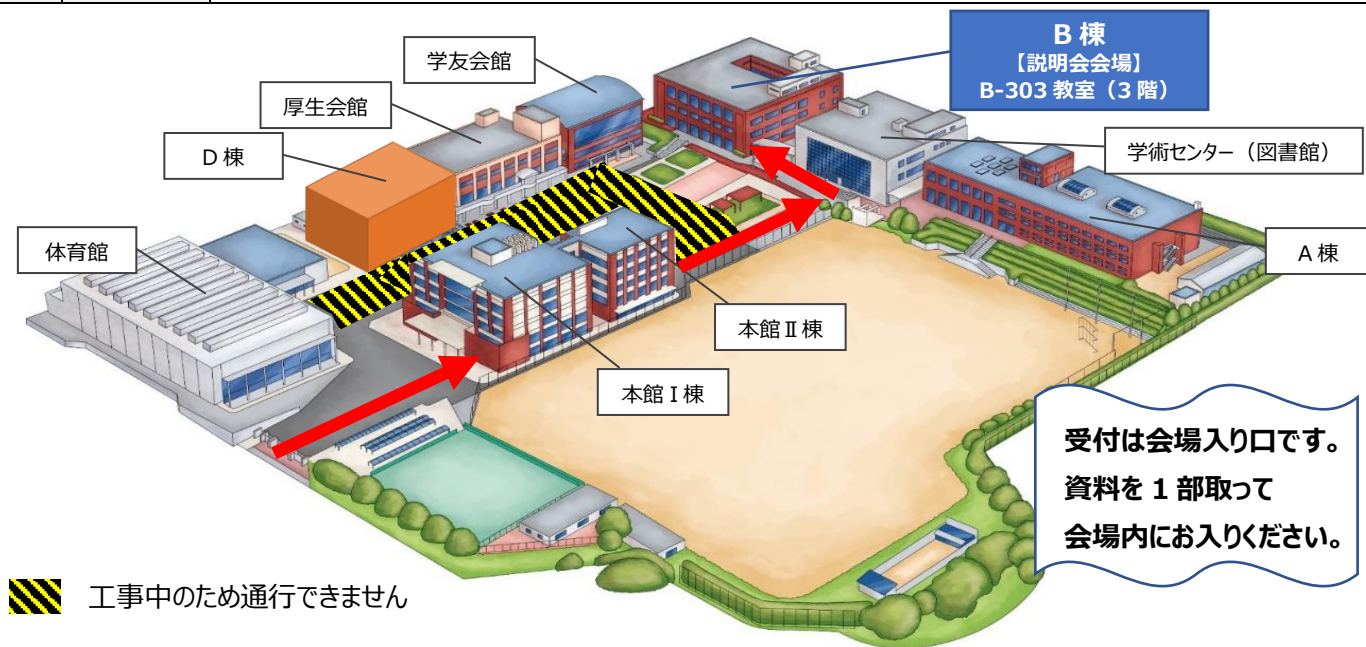 B 棟
【説明会会場】
B-303 教室（3 階）
学友会館
厚生会館
D 棟
体育館
学術センター（図書館）
A 棟
本館Ⅱ棟
本館Ⅰ棟
受付は会場入り口です。
資料を 1 部取って
会場内にお入りください。
工事中のため通行できません